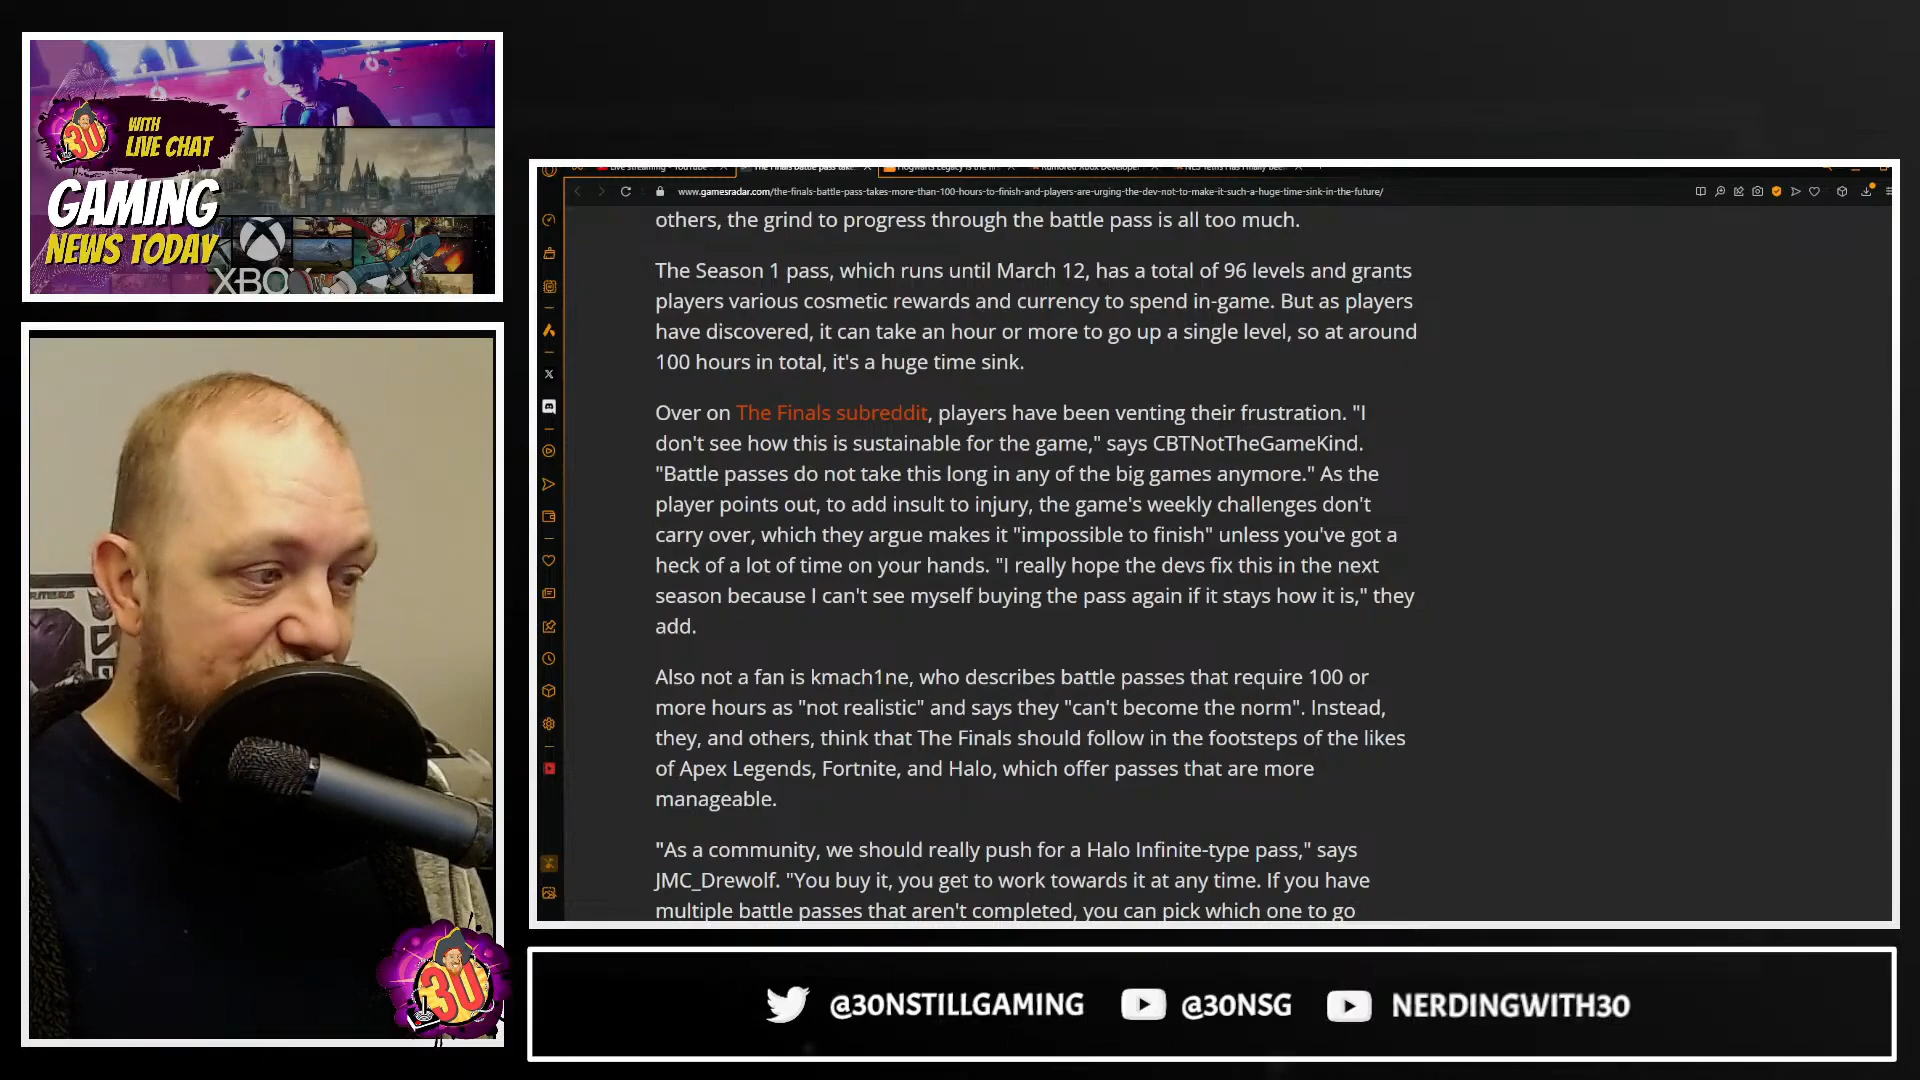 30
WITH
LIVE CHAT
GAMING
NEWS TODAY
XBOX
www.gamesradar.com/the-finals-battle-pass-takes-more-than-100-hours-to-finish-and-players-are-urging-the-dev-not-to-make-it-such-a-huge-time-sink-in-the-future/
others, the grind to progress through the battle pass is all too much.
The Season 1 pass, which runs until March 12, has a total of 96 levels and grants
players various cosmetic rewards and currency to spend in-game. But as players
have discovered, it can take an hour or more to go up a single level, so at around
100 hours in total, it's a huge time sink.
Over on The Finals subreddit, players have been venting their frustration. "I
don't see how this is sustainable for the game," says CBTNotTheGameKind.
"Battle passes do not take this long in any of the big games anymore." As the
player points out, to add insult to injury, the game's weekly challenges don't
carry over, which they argue makes it "impossible to finish" unless you've got a
heck of a lot of time on your hands. "I really hope the devs fix this in the next
season because I can't see myself buying the pass again if it stays how it is," they
add.
Also not a fan is kmach1ne, who describes battle passes that require 100 or
more hours as "not realistic" and says they "can't become the norm". Instead,
they, and others, think that The Finals should follow in the footsteps of the likes
of Apex Legends, Fortnite, and Halo, which offer passes that are more
manageable.
"As a community, we should really push for a Halo Infinite-type pass," says
JMC_Drewolf. "You buy it, you get to work towards it at any time. If you have
multiple battle passes that aren't completed, you can pick which one to go
30
@30NSTILLGAMING
@30NSG
NERDINGWITH30